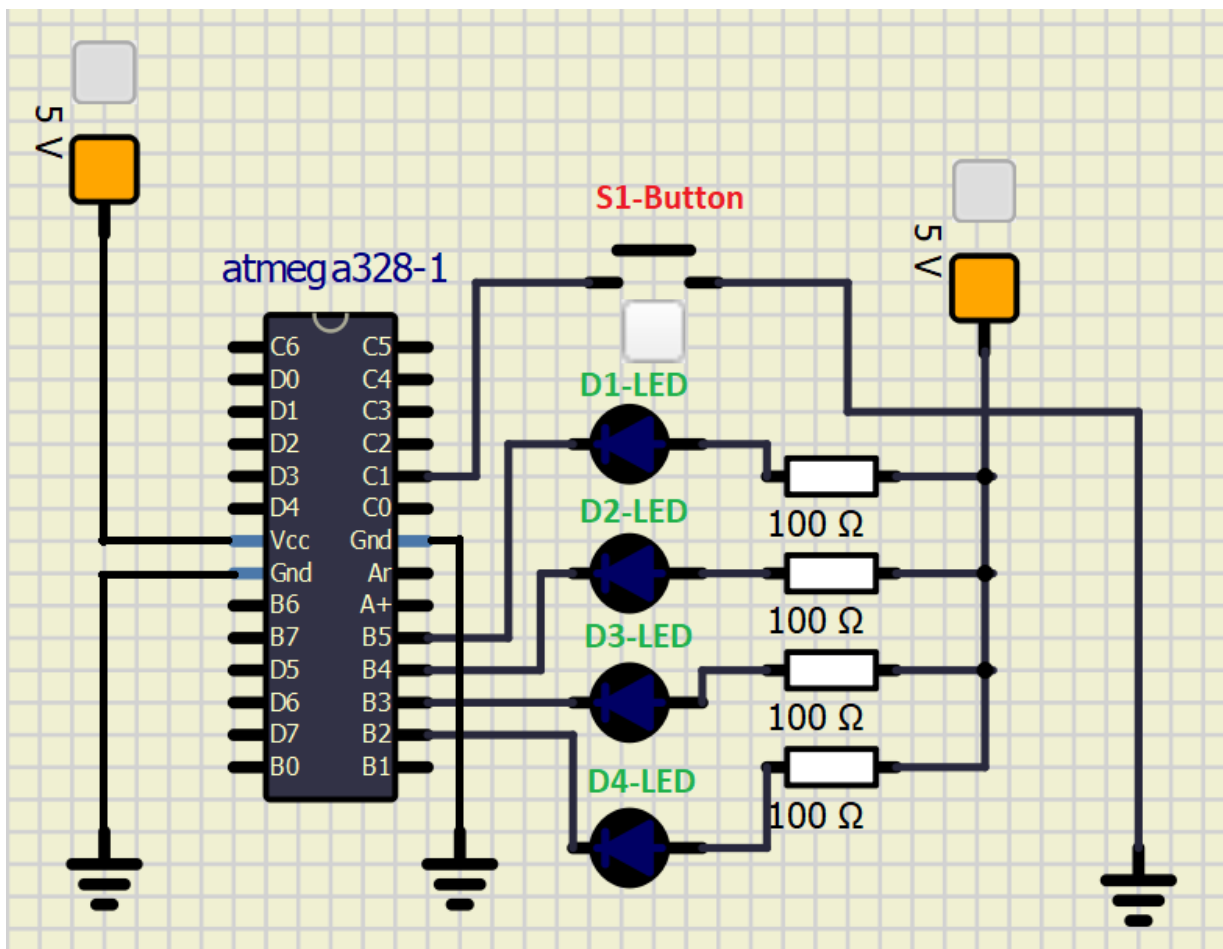 5 V
S1-Button
5 V
atmega328-1
C6 C5
D0 C4
D1 C3
D2 C2
D3 C1
D4 C0
Vcc Gnd
Gnd Ar
B6 A+
B7 B5
D5 B4
D6 B3
D7 B2
B0 B1
D1-LED
100 Ω
D2-LED
100 Ω
D3-LED
100 Ω
D4-LED
100 Ω